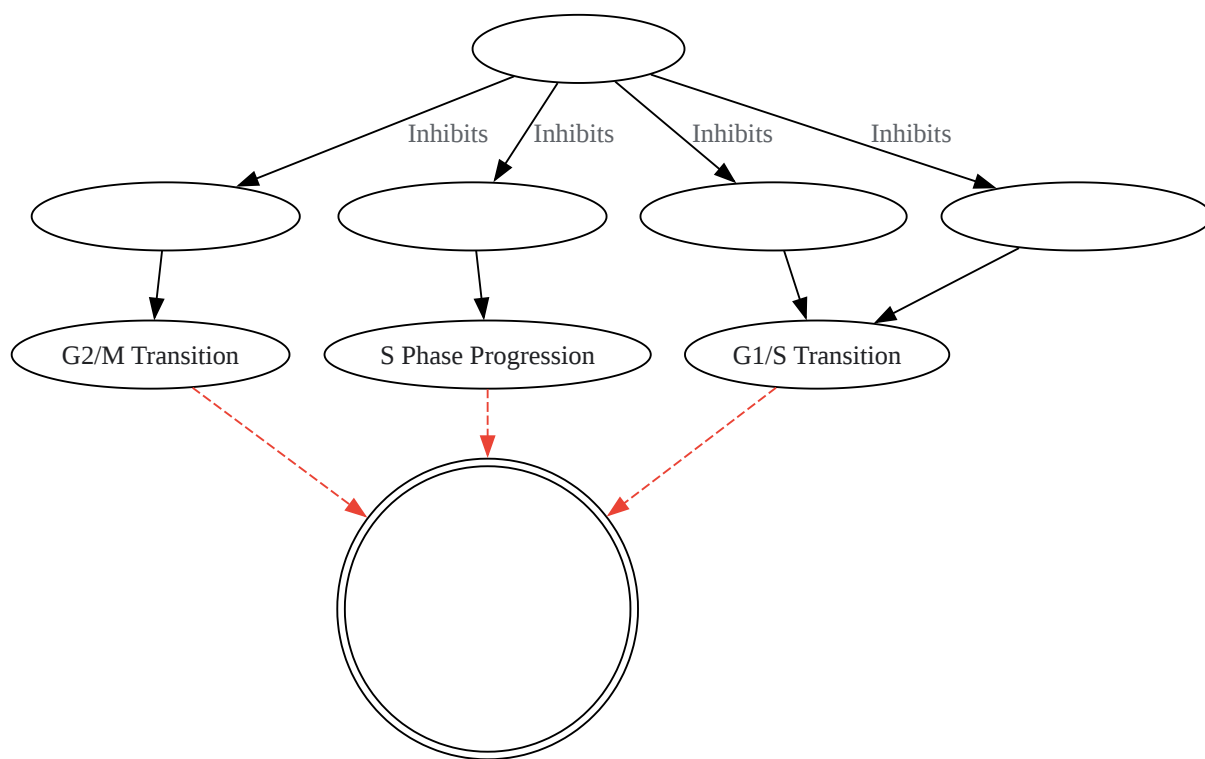 Inhibits
Inhibits
Inhibits
Inhibits
G2/M Transition
S Phase Progression
G1/S Transition